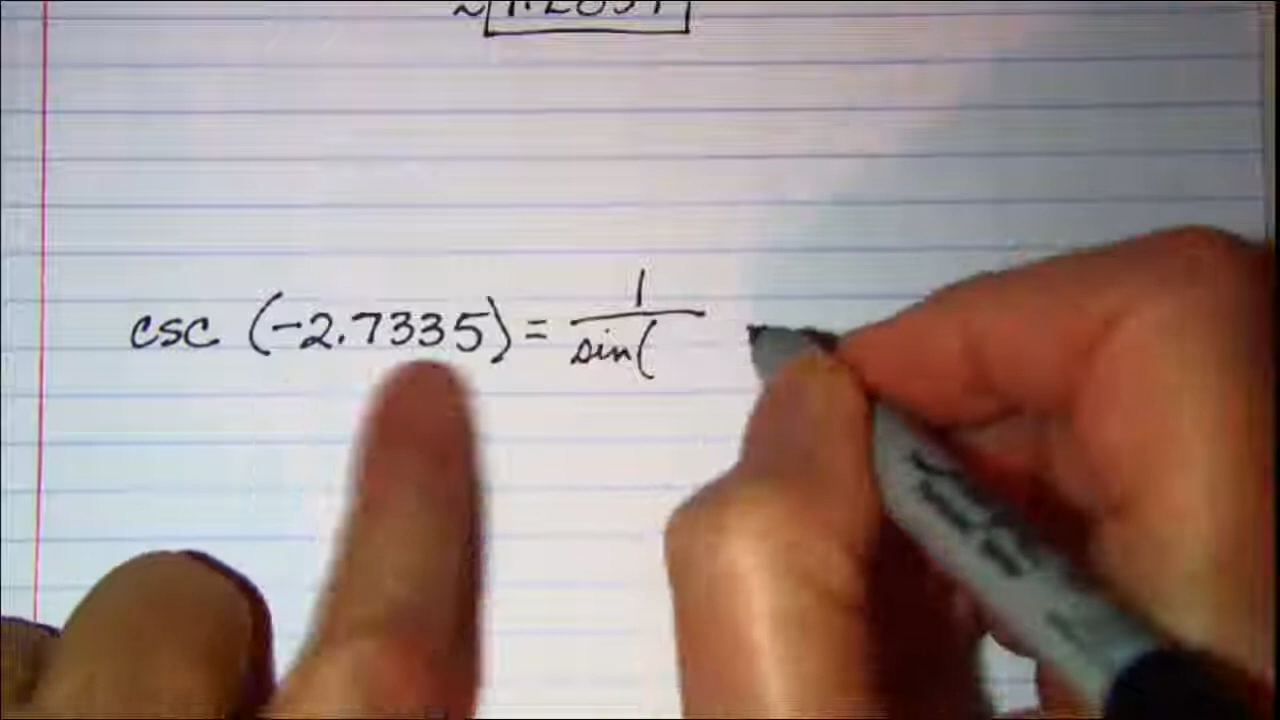 csc (-2.7335) = 1/sin(